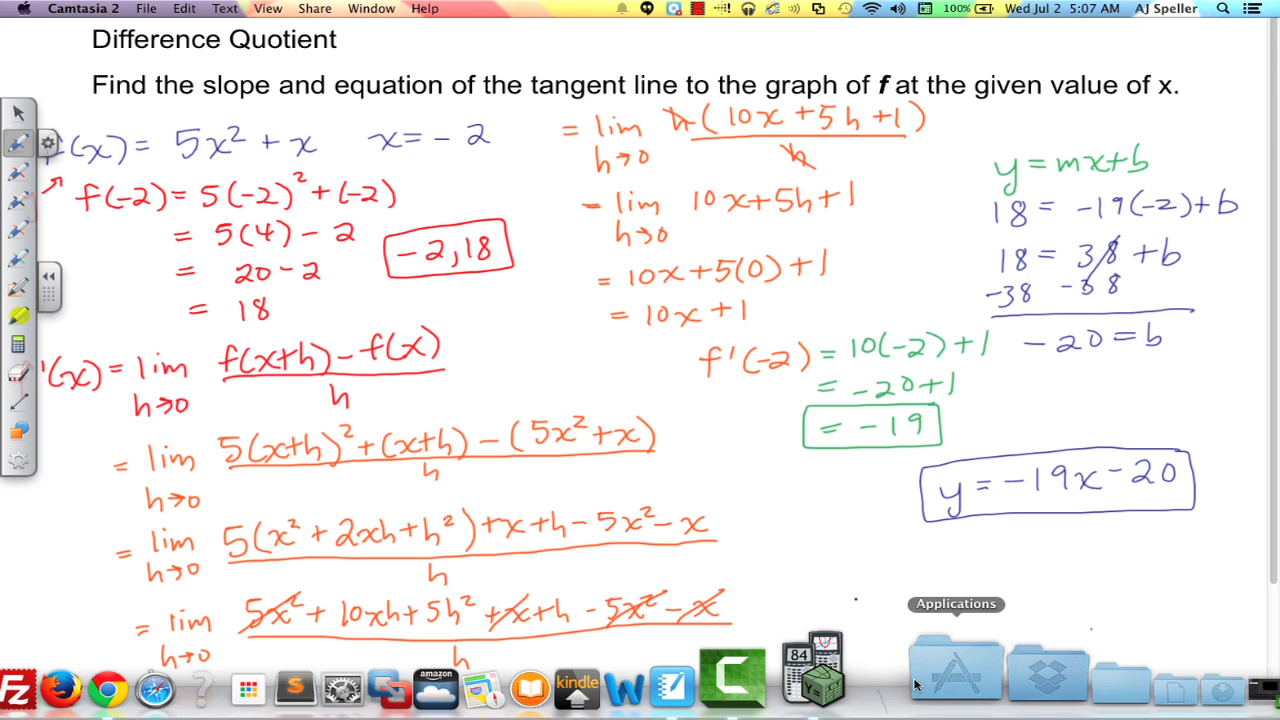 Camtasia 2 File Edit Text View Share Window Help 100% Wed Jul 2 5:07 AM AJ Speller
Difference Quotient
Find the slope and equation of the tangent line to the graph of f at the given value of x.
f(x) = 5x² + x x = -2
f(-2) = 5(-2)² + (-2)
= 5(4) - 2
= 20 - 2
= 18
-2,18
'(x) = lim h→0 f(x+h) - f(x) / h
= lim h→0 5(x+h)² + (x+h) - (5x² + x) / h
= lim h→0 5(x² + 2xh + h²) + x + h - 5x² - x / h
= lim h→0 5x² + 10xh + 5h² + x + h - 5x² - x / h
= lim h→0 h(10x + 5h + 1) / h
= lim h→0 10x + 5h + 1
= 10x + 5(0) + 1
= 10x + 1
f'(-2) = 10(-2) + 1
= -20 + 1
= -19
y = mx + b
18 = -19(-2) + b
18 = 38 + b
-38 -38
-20 = b
y = -19x - 20
Applications
Fz
S
amazon
kindle
W
C
84
Y=